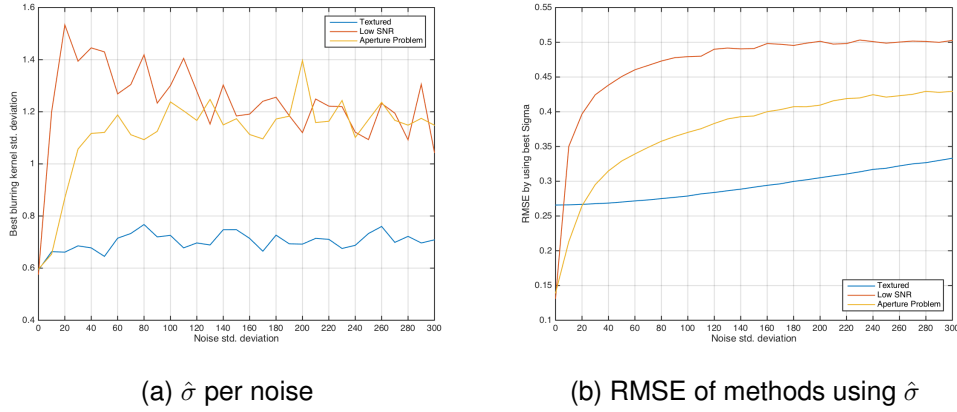 1.6
1.4
1.2
1
0.8
0.6
0.4
Best blurring kernel std. deviation
0 20 40 60 80 100 120 140 160 180 200 220 240 260 280 300
Noise std. deviation
Textured
Low SNR
Aperture Problem
(a) σ̂ per noise
0.55
0.5
0.45
0.4
0.35
0.3
0.25
0.2
0.15
0.1
RMSE by using best Sigma
0 20 40 60 80 100 120 140 160 180 200 220 240 260 280 300
Noise std. deviation
Textured
Low SNR
Aperture Problem
(b) RMSE of methods using σ̂